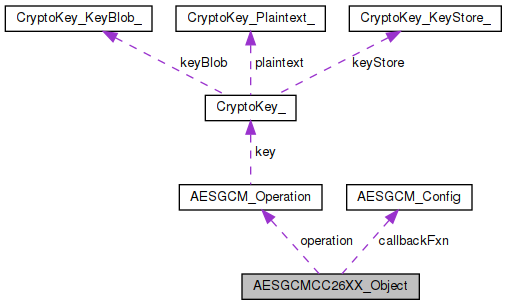 CryptoKey_KeyBlob_
CryptoKey_Plaintext_
CryptoKey_KeyStore_
keyBlob
plaintext
keyStore
CryptoKey_
key
AESGCM_Operation
AESGCM_Config
operation
callbackFxn
AESGCMCC26XX_Object